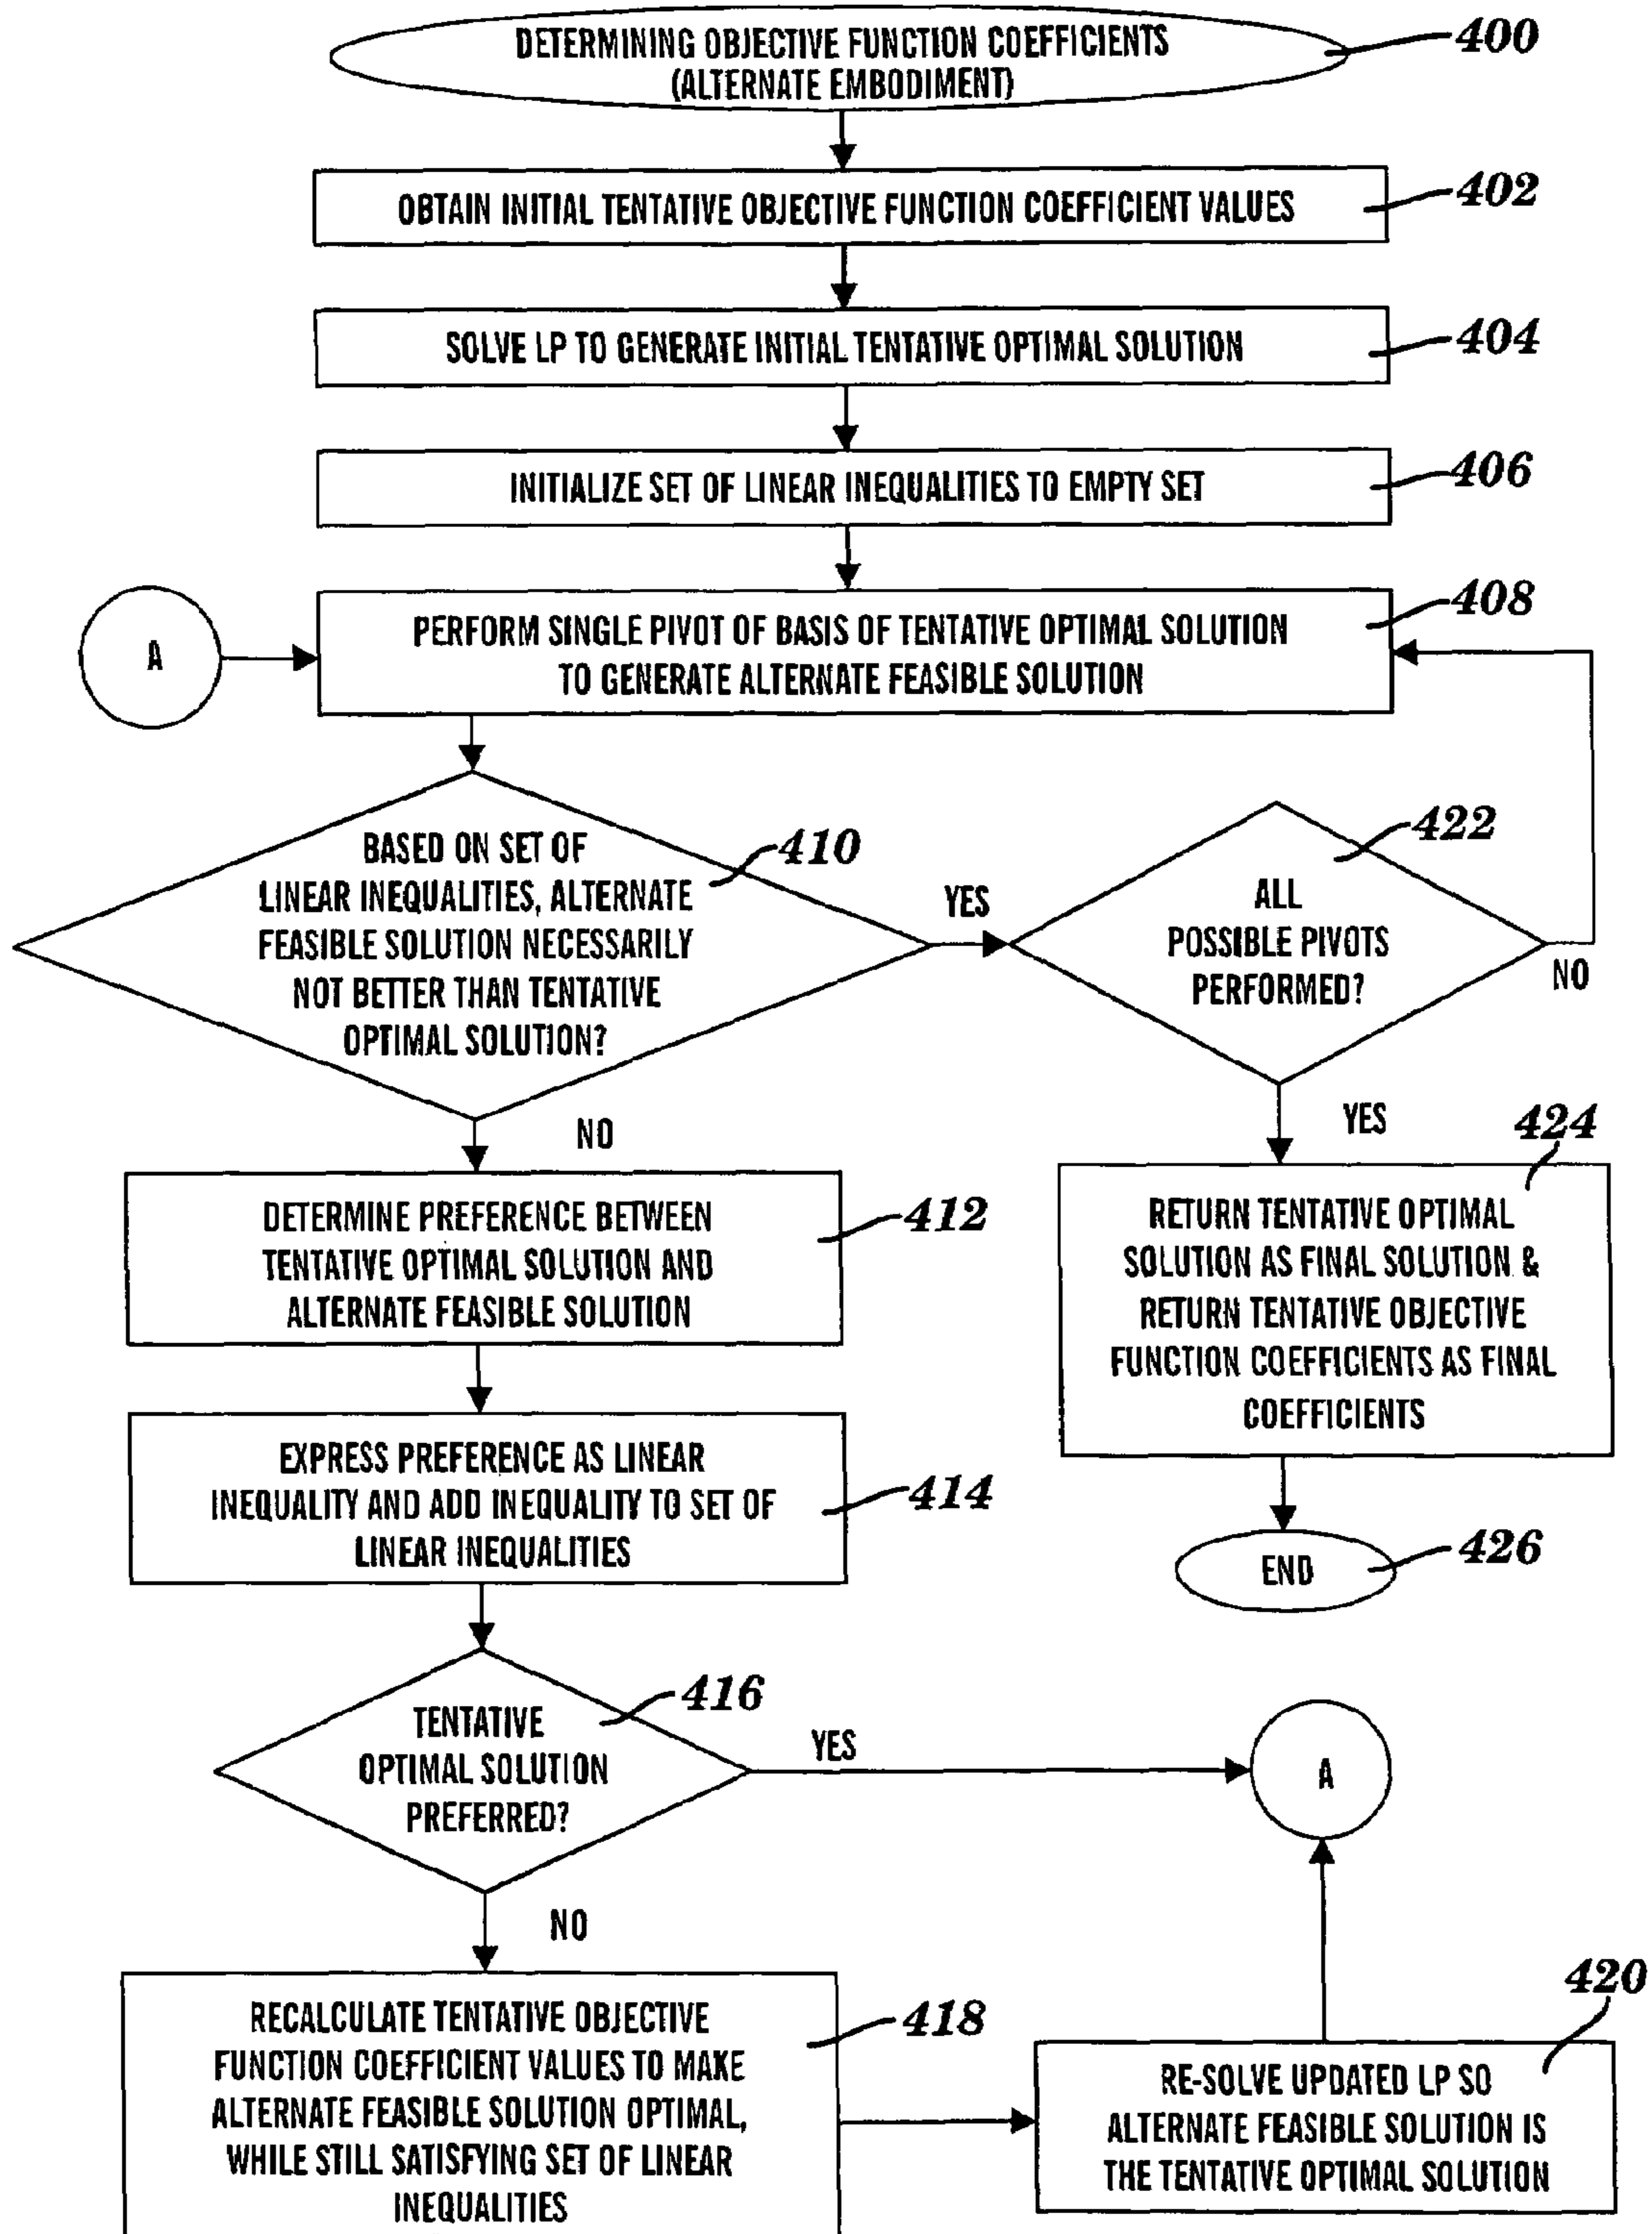 DETERMINING OBJECTIVE FUNCTION COEFFICIENTS
(ALTERNATE EMBODIMENT)
400
OBTAIN INITIAL TENTATIVE OBJECTIVE FUNCTION COEFFICIENT VALUES
402
SOLVE LP TO GENERATE INITIAL TENTATIVE OPTIMAL SOLUTION
404
INITIALIZE SET OF LINEAR INEQUALITIES TO EMPTY SET
406
A
PERFORM SINGLE PIVOT OF BASIS OF TENTATIVE OPTIMAL SOLUTION
TO GENERATE ALTERNATE FEASIBLE SOLUTION
408
BASED ON SET OF
LINEAR INEQUALITIES, ALTERNATE
FEASIBLE SOLUTION NECESSARILY
NOT BETTER THAN TENTATIVE
OPTIMAL SOLUTION?
410
YES
NO
ALL
POSSIBLE PIVOTS
PERFORMED?
422
NO
YES
DETERMINE PREFERENCE BETWEEN
TENTATIVE OPTIMAL SOLUTION AND
ALTERNATE FEASIBLE SOLUTION
412
RETURN TENTATIVE OPTIMAL
SOLUTION AS FINAL SOLUTION &
RETURN TENTATIVE OBJECTIVE
FUNCTION COEFFICIENTS AS FINAL
COEFFICIENTS
424
EXPRESS PREFERENCE AS LINEAR
INEQUALITY AND ADD INEQUALITY TO SET OF
LINEAR INEQUALITIES
414
END
426
TENTATIVE
OPTIMAL SOLUTION
PREFERRED?
416
YES
A
NO
RECALCULATE TENTATIVE OBJECTIVE
FUNCTION COEFFICIENT VALUES TO MAKE
ALTERNATE FEASIBLE SOLUTION OPTIMAL,
WHILE STILL SATISFYING SET OF LINEAR
INEQUALITIES
418
RE-SOLVE UPDATED LP SO
ALTERNATE FEASIBLE SOLUTION IS
THE TENTATIVE OPTIMAL SOLUTION
420